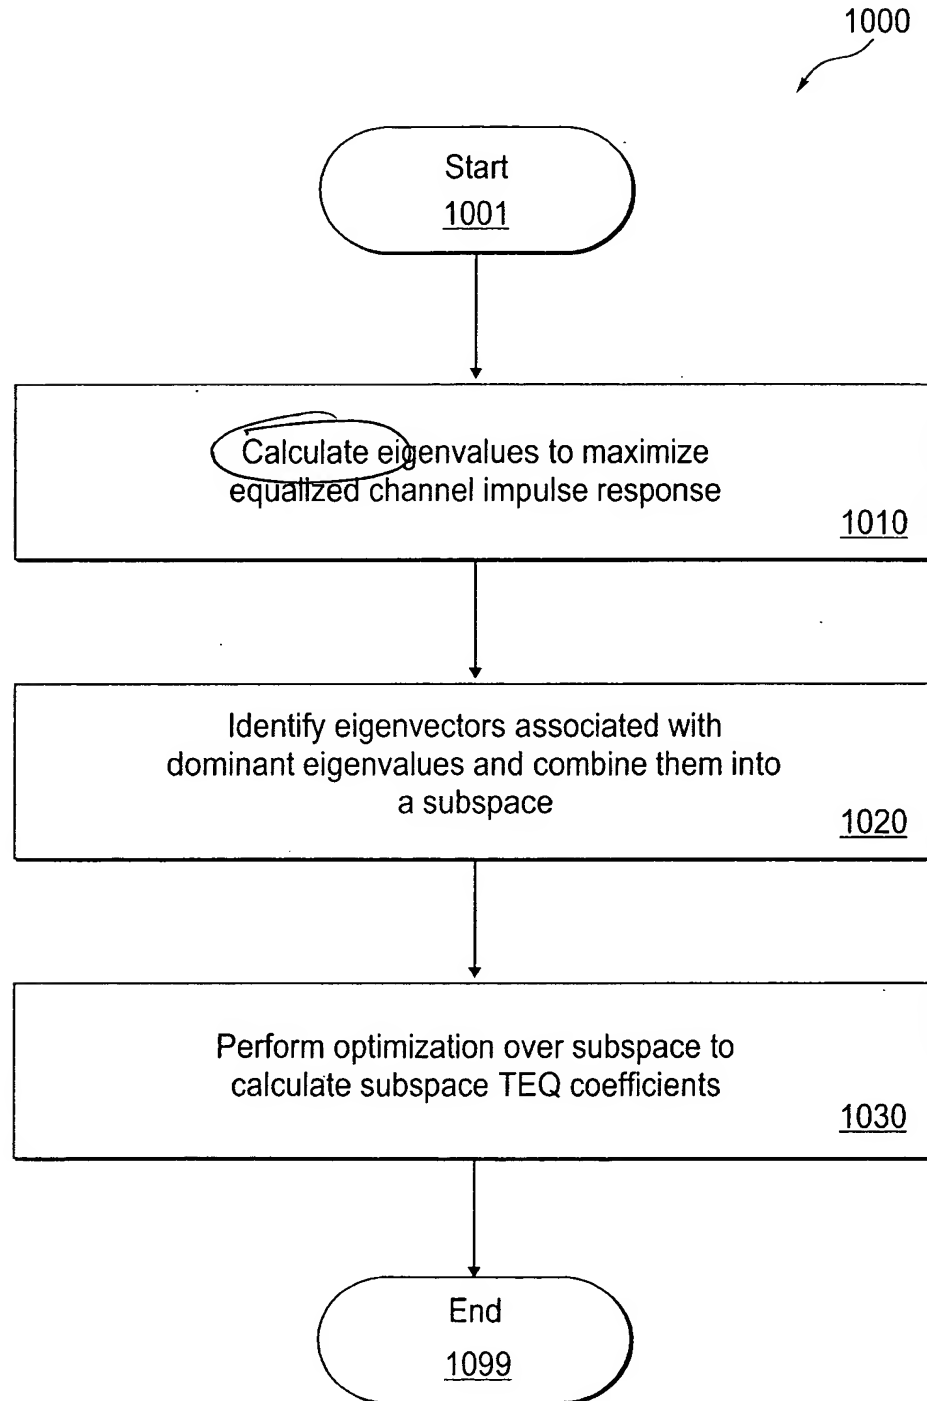 1000
Start
1001
Calculate eigenvalues to maximize
equalized channel impulse response
1010
Identify eigenvectors associated with
dominant eigenvalues and combine them into
a subspace
1020
Perform optimization over subspace to
calculate subspace TEQ coefficients
1030
End
1099